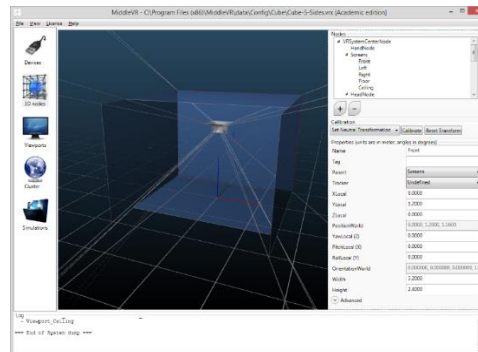 MiddleVR - C:\Program Files (x86)\MiddleVR\data\Config\Cube\Cube-5-Sides.vrx [Academic edition]
File View License Help
Devices
3D nodes
Viewports
Cluster
Simulations
Nodes
VRSystemCenterNode
HandNode
Screens
Front
Left
Right
Floor
Ceiling
HeadNode
+ -
Calibration
Set Neutral Transformation Calibrate Reset Transform
Properties (units are in meter, angles in degrees)
Name Front
Tag
Parent Screens
Tracker Undefined
XLocal 0.0000
YLocal 1.2000
ZLocal 0.0000
PositionWorld
YawLocal (Z) 0.0000
PitchLocal (X) 0.0000
RollLocal (Y) 0.0000
OrientationWorld
Width 3.2000
Height
Advanced
Log
- Viewport_Ceiling
=== End of System dump ===